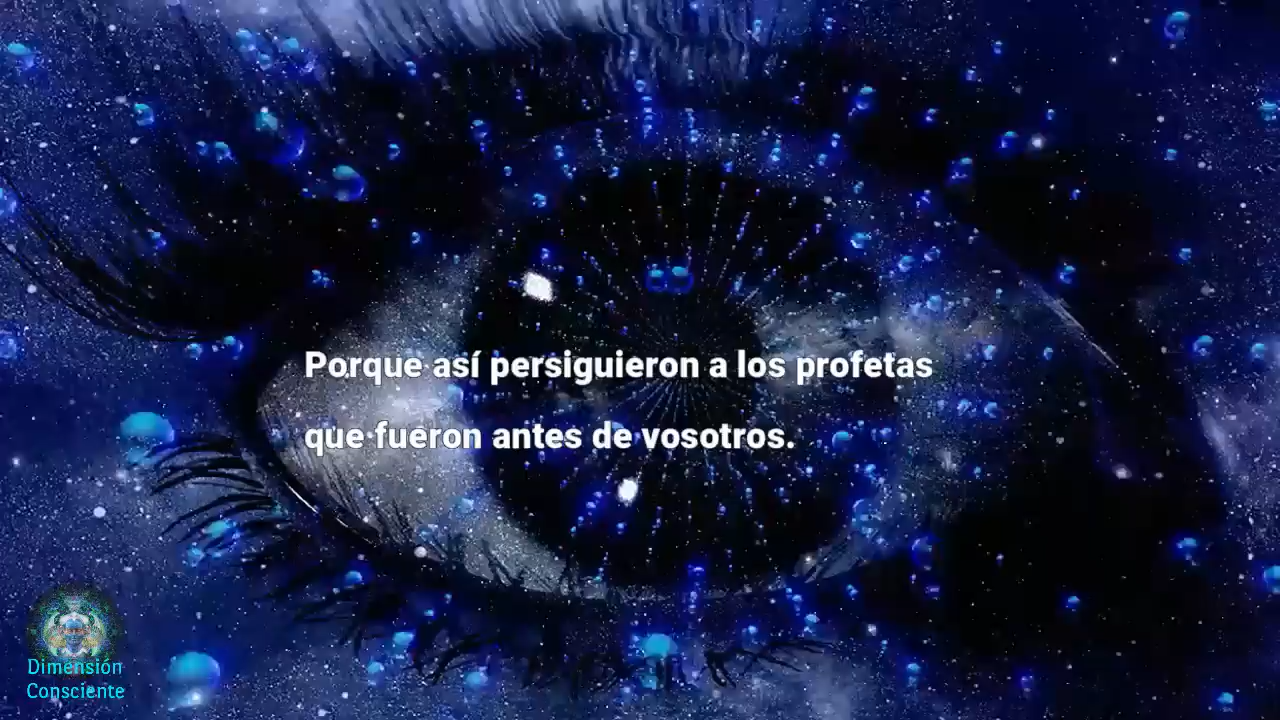 Porque así persiguieron a los profetas
que fueron antes de vosotros.
Dimensión
Consciente